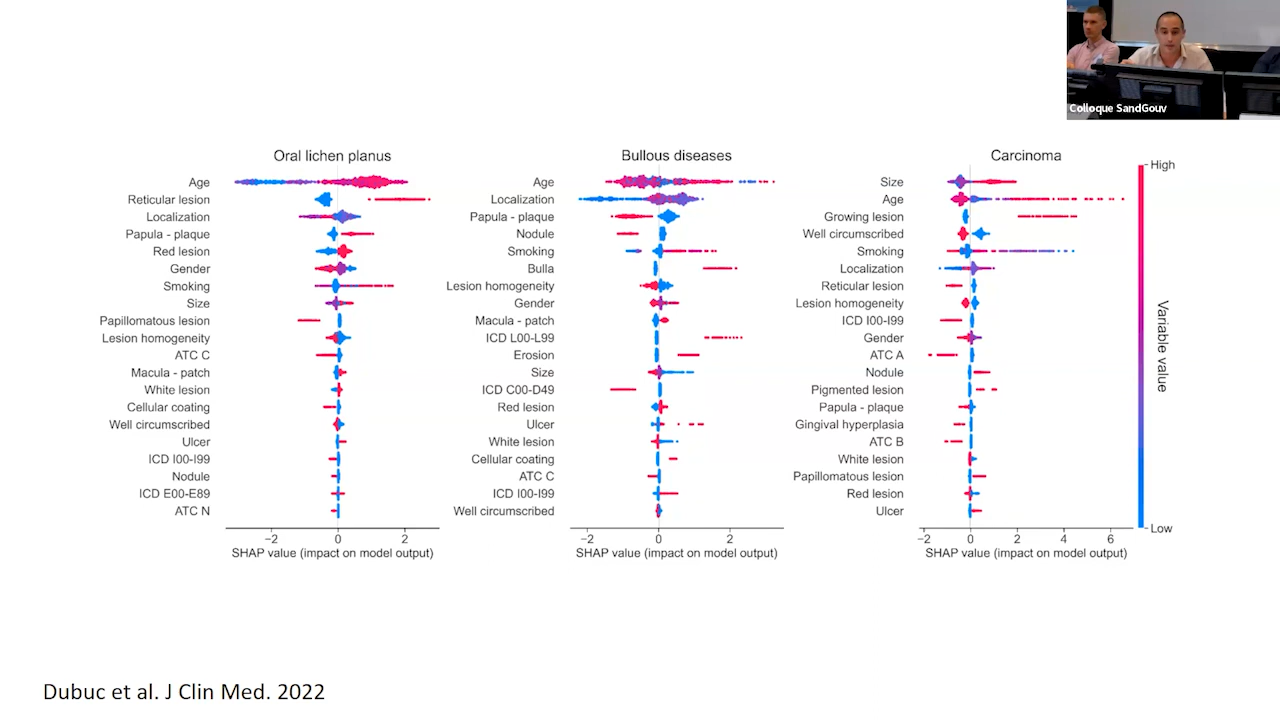 Colloque SandGouv
Oral lichen planus
Age
Reticular lesion
Localization
Papula - plaque
Red lesion
Gender
Smoking
Size
Papillomatous lesion
Lesion homogeneity
ATC C
Macula - patch
White lesion
Cellular coating
Well circumscribed
Ulcer
ICD I00-I99
Nodule
ICD E00-E89
ATC N
−2 0 2
SHAP value (impact on model output)
Bullous diseases
Age
Localization
Papula - plaque
Nodule
Smoking
Bulla
Lesion homogeneity
Gender
Macula - patch
ICD L00-L99
Erosion
Size
ICD C00-D49
Red lesion
Ulcer
White lesion
Cellular coating
ATC C
ICD I00-I99
Well circumscribed
−2 0 2
SHAP value (impact on model output)
Carcinoma
Size
Age
Growing lesion
Well circumscribed
Smoking
Localization
Reticular lesion
Lesion homogeneity
ICD I00-I99
Gender
ATC A
Nodule
Pigmented lesion
Papula - plaque
Gingival hyperplasia
ATC B
White lesion
Papillomatous lesion
Red lesion
Ulcer
−2 0 2 4 6
SHAP value (impact on model output)
High
Variable value
Low
Dubuc et al. J Clin Med. 2022